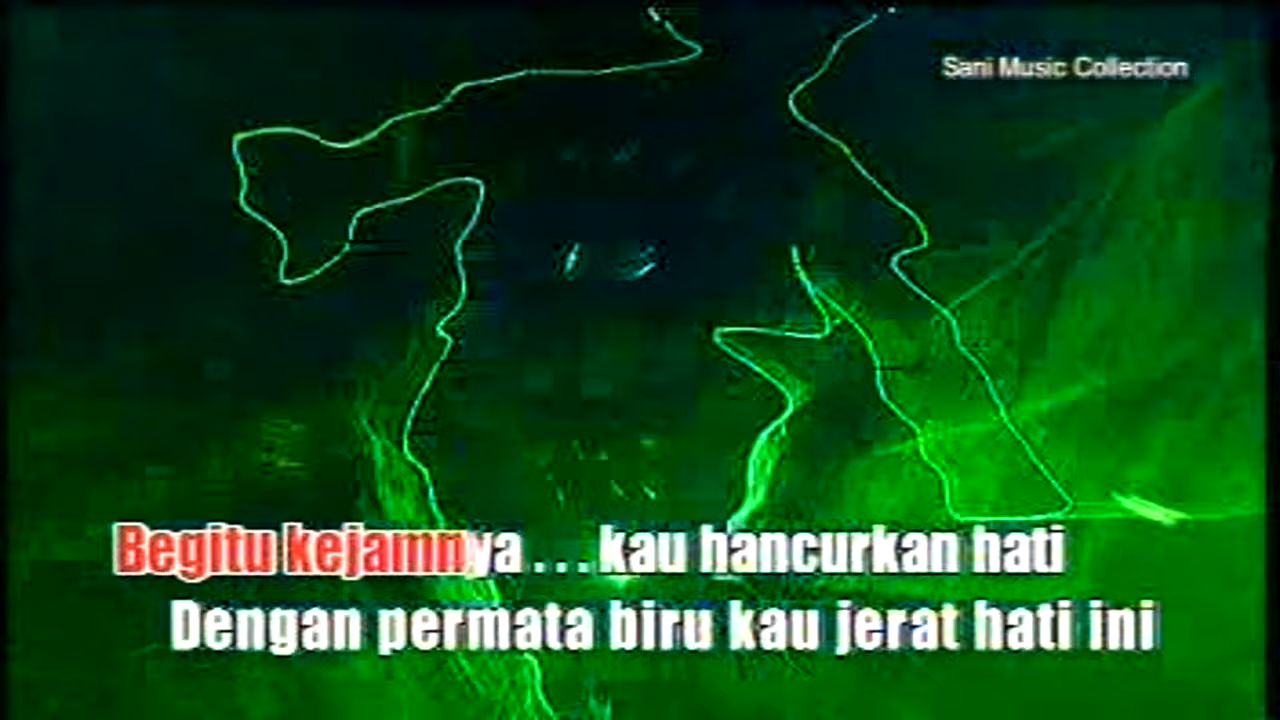 Sani Music Collection
Begitu kejamnya . . . kau hancurkan hati
Dengan permata biru kau jerat hati ini